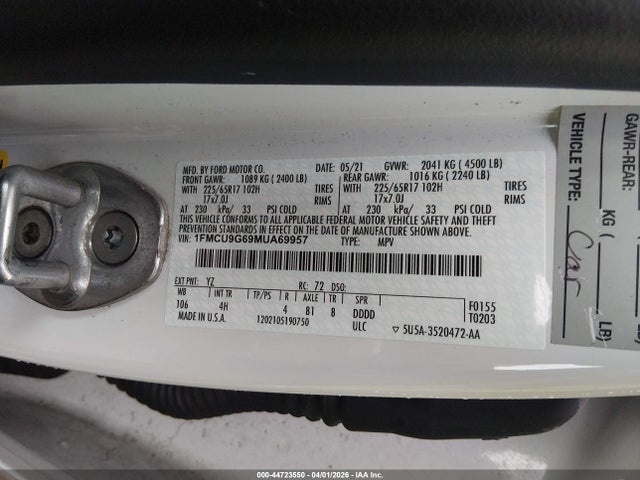 MFD. BY FORD MOTOR CO. DATE: 05/21 GVWR: 2041 KG ( 4500 LB)
FRONT GAWR: 1089 KG ( 2400 LB) REAR GAWR: 1016 KG ( 2240 LB)
WITH 225/65R17 102H TIRES WITH 225/65R17 102H TIRES
17x7.0J RIMS 17x7.0J RIMS
AT 230 kPa/ 33 PSI COLD AT 230 kPa/ 33 PSI COLD
THIS VEHICLE CONFORMS TO ALL APPLICABLE FEDERAL MOTOR VEHICLE SAFETY AND THEFT
PREVENTION STANDARDS IN EFFECT ON THE DATE OF MANUFACTURE SHOWN ABOVE.
1FMCU9G69MUA69957 TYPE: MPV
EXT PNT: YZ RC: 72 DSO:
WB INT TR TP/PS R AXLE TR SPR
106 4H 4 81 8 DDDD
MADE IN U.S.A. 1202105190750 ULC
F0155
T0203
▽ 5U5A-3520472-AA
GAWR-REAR:
KG ( LB)
VEHICLE TYPE: Car
000-44723550 - 04/01/2026 - IAAI.com